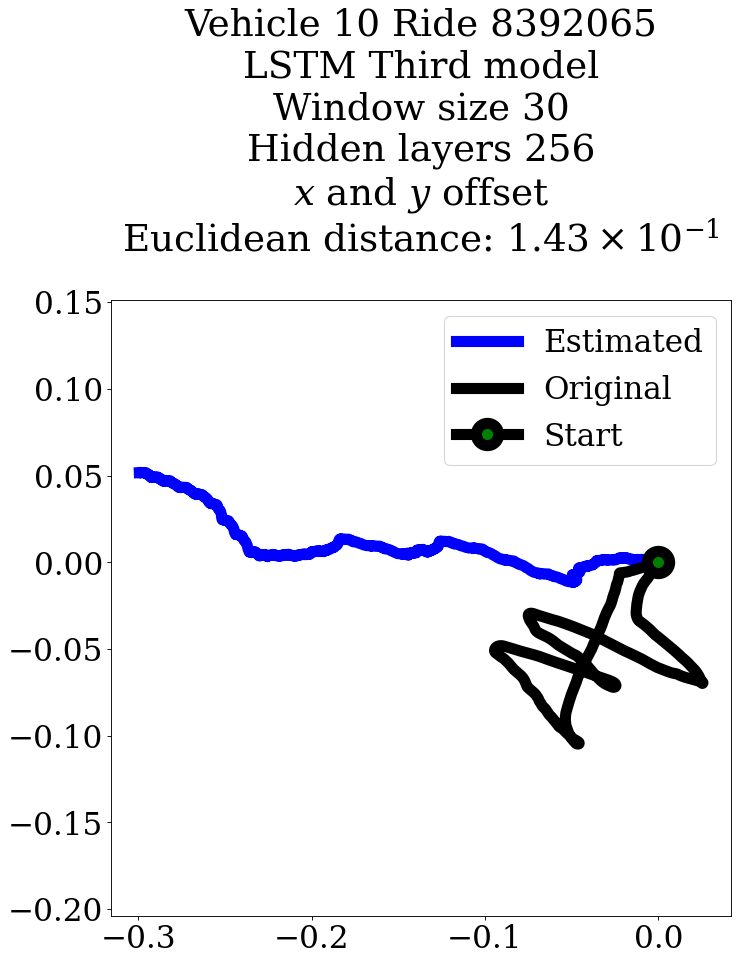 Vehicle 10 Ride 8392065
LSTM Third model
Window size 30
Hidden layers 256
x and y offset
Euclidean distance: 1.43 × 10⁻¹
0.15
Estimated
0.10
Original
Start
0.05
0.00
−0.05
−0.10
−0.15
−0.20
−0.3 −0.2 −0.1 0.0